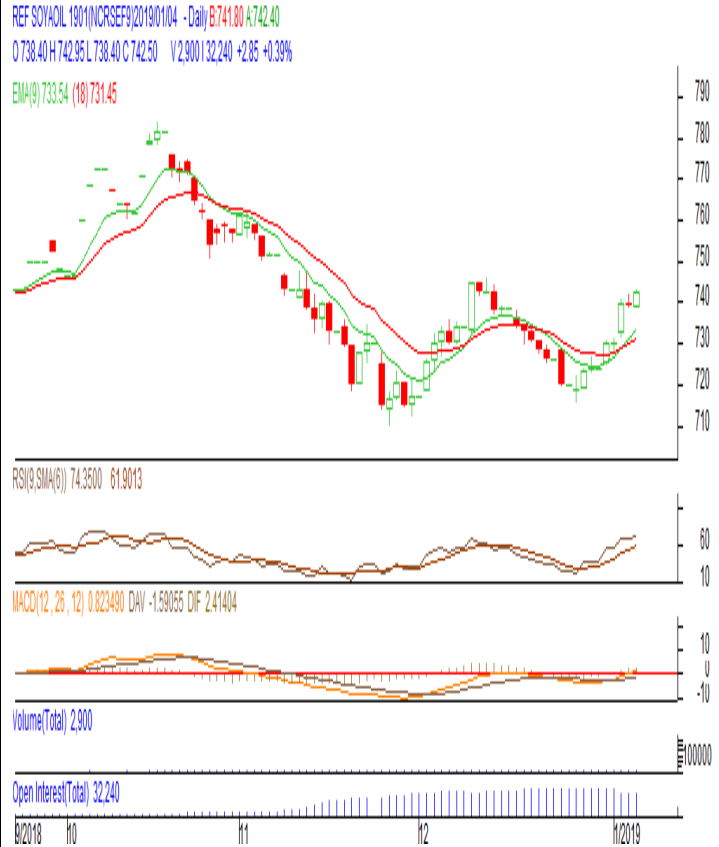 REF SOYAOIL 1901(NCRSEF9)2019/01/04 - Daily B:741.80 A:742.40
O 738.40 H 742.95 L 738.40 C 742.50 V 2,900 I 32,240 +2.85 +0.39%
EMA(9) 733.54 (18) 731.45
790
780
770
760
750
740
730
720
710
RSI(9,SMA(6)) 74.3500 61.9013
60
10
MACD(12 , 26 , 12) 0.823490 DAV -1.59055 DIF 2.41404
10
0
-10
Volume(Total) 2,900
100000
Open Interest(Total) 32,240
9/2018 10 11 12 1/2019